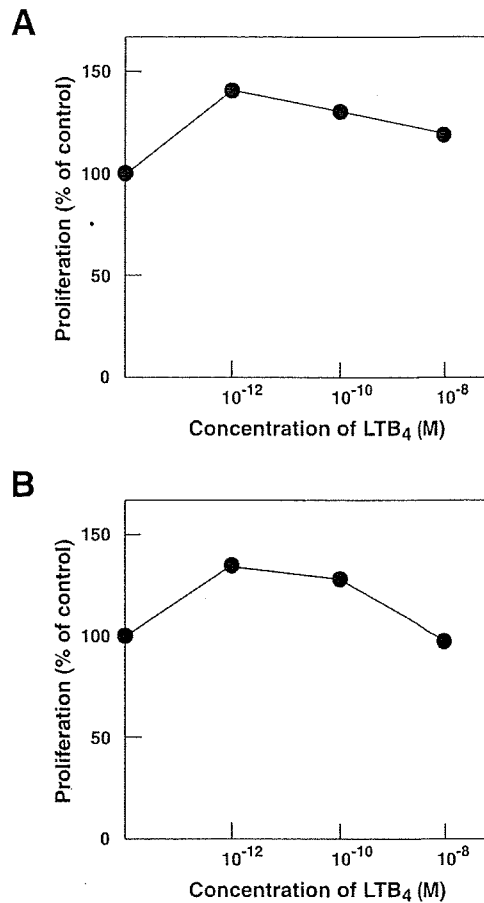 A
Proliferation (% of control)
150
100
50
0
10⁻¹²
10⁻¹⁰
10⁻⁸
Concentration of LTB₄ (M)
B
Proliferation (% of control)
150
100
50
0
10⁻¹²
10⁻¹⁰
10⁻⁸
Concentration of LTB₄ (M)